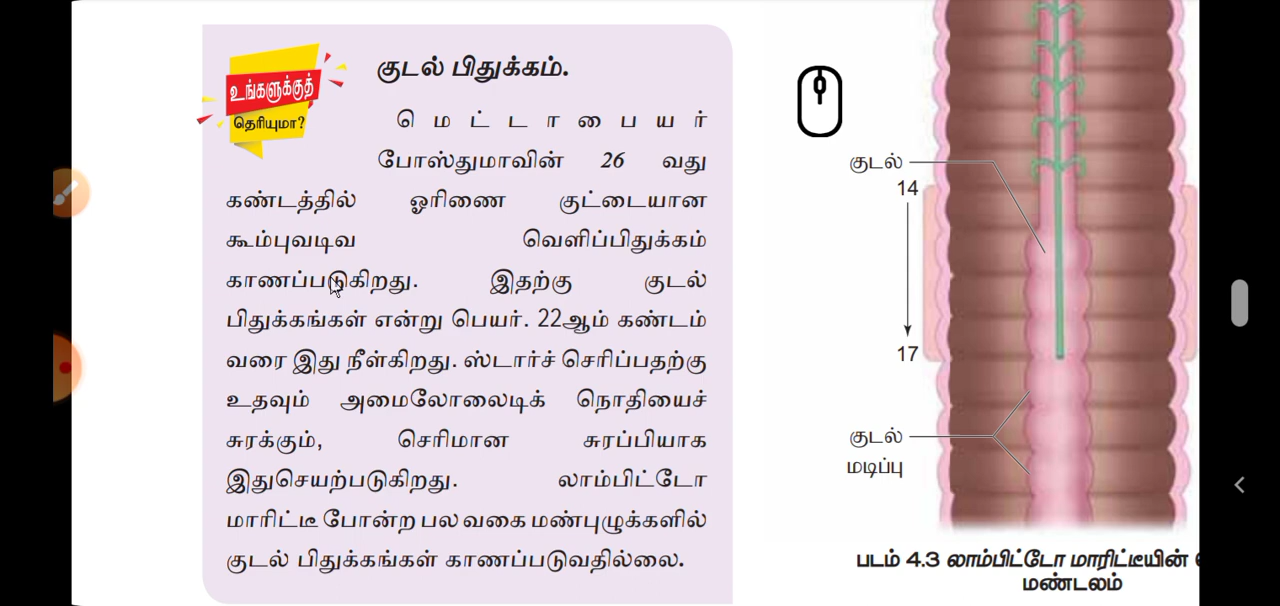 உங்களுக்குத்
தெரியுமா?
குடல் பிதுக்கம்.
மெட்டாபையர்
போஸ்துமாவின் 26 வது
கண்டத்தில் ஓரிணை குட்டையான
கூம்புவடிவ வெளிப்பிதுக்கம்
காணப்படுகிறது. இதற்கு குடல்
பிதுக்கங்கள் என்று பெயர். 22ஆம் கண்டம்
வரை இது நீள்கிறது. ஸ்டார்ச் செரிப்பதற்கு
உதவும் அமைலோலைடிக் நொதியைச்
சுரக்கும், செரிமான சுரப்பியாக
இதுசெயற்படுகிறது. லாம்பிட்டோ
மாரிட்டீ போன்ற பல வகை மண்புழுக்களில்
குடல் பிதுக்கங்கள் காணப்படுவதில்லை.
குடல்
14
17
குடல்
மடிப்பு
படம் 4.3 லாம்பிட்டோ மாரிட்டீயின்
மண்டலம்